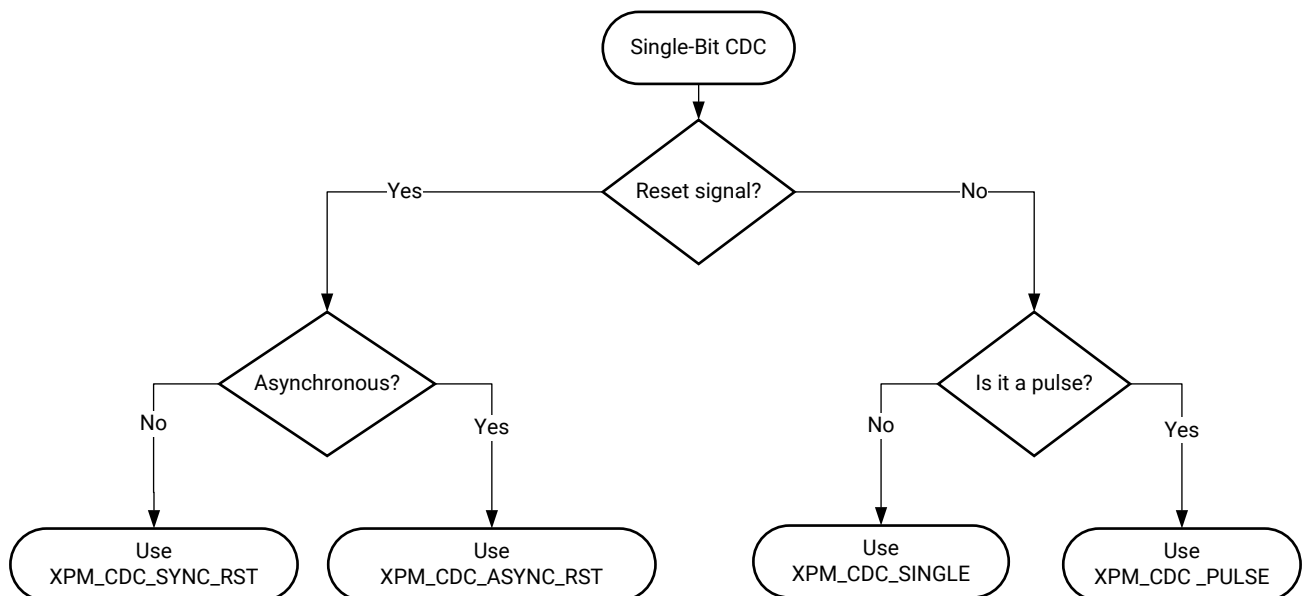 Single-Bit CDC
Reset signal?
Yes
No
Asynchronous?
Is it a pulse?
No
Yes
No
Yes
Use
XPM_CDC_SYNC_RST
Use
XPM_CDC_ASYNC_RST
Use
XPM_CDC_SINGLE
Use
XPM_CDC _PULSE